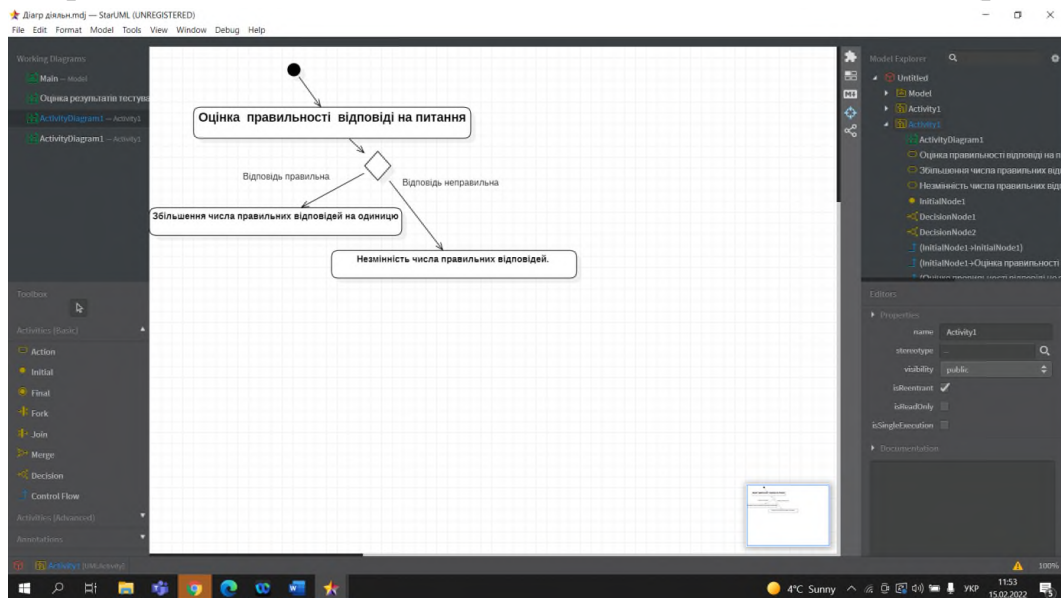 Діагр діяльн.mdj — StarUML (UNREGISTERED)
File Edit Format Model Tools View Window Debug Help
Working Diagrams
Main — Model
Оцінка результатів тестува
ActivityDiagram1 — Activity1
ActivityDiagram1 — Activity1
Toolbox
Activities (Basic)
Action
Initial
Final
Fork
Join
Merge
Decision
Control Flow
Activities (Advanced)
Annotations
Оцінка правильності відповіді на питання
Відповідь правильна
Відповідь неправильна
Збільшення числа правильних відповідей на одиницю
Незмінність числа правильних відповідей.
Model Explorer
Untitled
Model
Activity1
Activity1
ActivityDiagram1
Оцінка правильності відповіді на п
Збільшення числа правильних від
Незмінність числа правильних від
InitialNode1
DecisionNode1
DecisionNode2
(InitialNode1→InitialNode1)
(InitialNode1→Оцінка правильності
Editors
Properties
name Activity1
stereotype —
visibility public
isReentrant
isReadOnly
isSingleExecution
Documentation
Activity1 [UMLActivity]
100%
4°C Sunny
УКР
11:53
15.02.2022